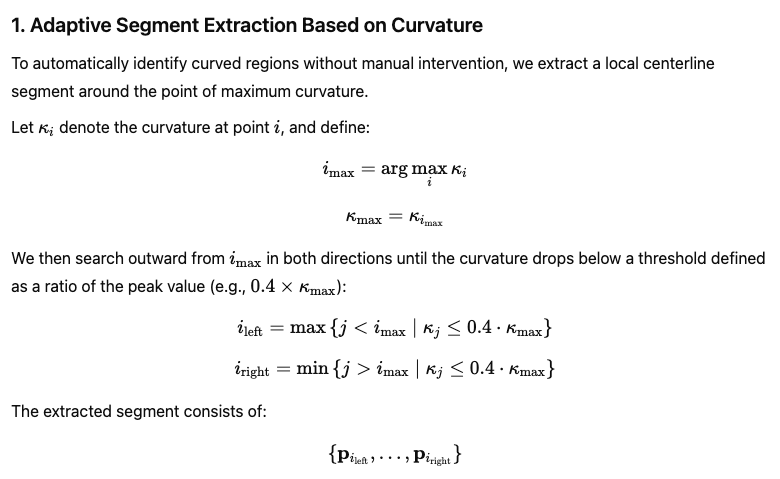 1. Adaptive Segment Extraction Based on Curvature
To automatically identify curved regions without manual intervention, we extract a local centerline
segment around the point of maximum curvature.
Let κ_i denote the curvature at point i, and define:
i_max = arg max_i κ_i
κ_max = κ_{i_max}
We then search outward from i_max in both directions until the curvature drops below a threshold defined
as a ratio of the peak value (e.g., 0.4 × κ_max):
i_left = max {j < i_max | κ_j ≤ 0.4 · κ_max}
i_right = min {j > i_max | κ_j ≤ 0.4 · κ_max}
The extracted segment consists of:
{p_{i_left}, . . . , p_{i_right}}